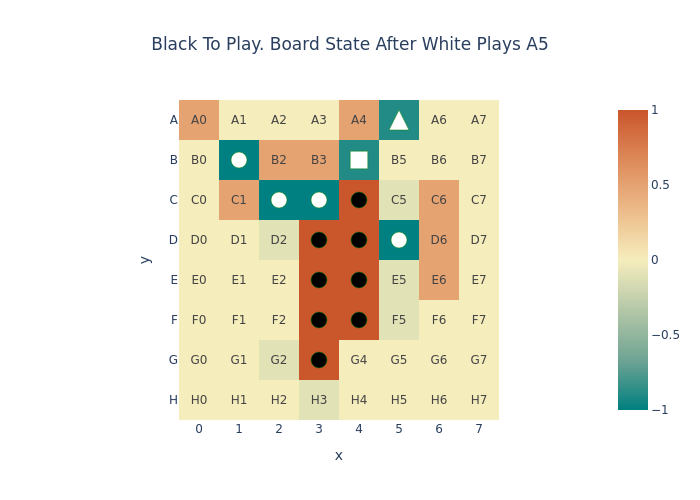 Black To Play. Board State After White Plays A5
A A0 A1 A2 A3 A4 A6 A7
B B0 B2 B3 B5 B6 B7
C C0 C1 C5 C6 C7
D D0 D1 D2 D6 D7
E E0 E1 E2 E5 E6 E7
F F0 F1 F2 F5 F6 F7
G G0 G1 G2 G4 G5 G6 G7
H H0 H1 H2 H3 H4 H5 H6 H7
0 1 2 3 4 5 6 7
x
y
1
0.5
0
−0.5
−1